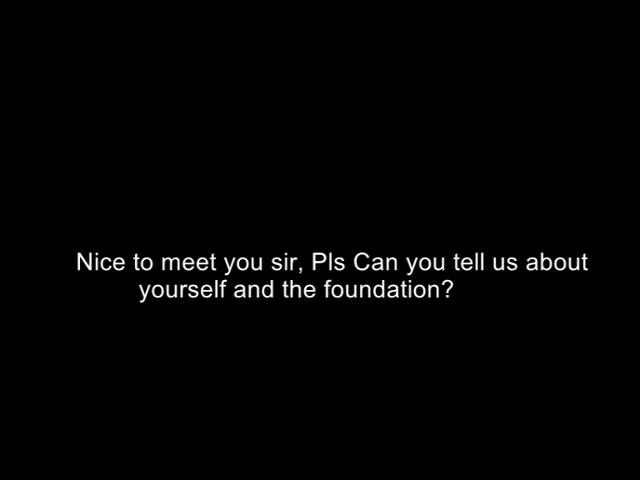 Nice to meet you sir, Pls Can you tell us about
yourself and the foundation?